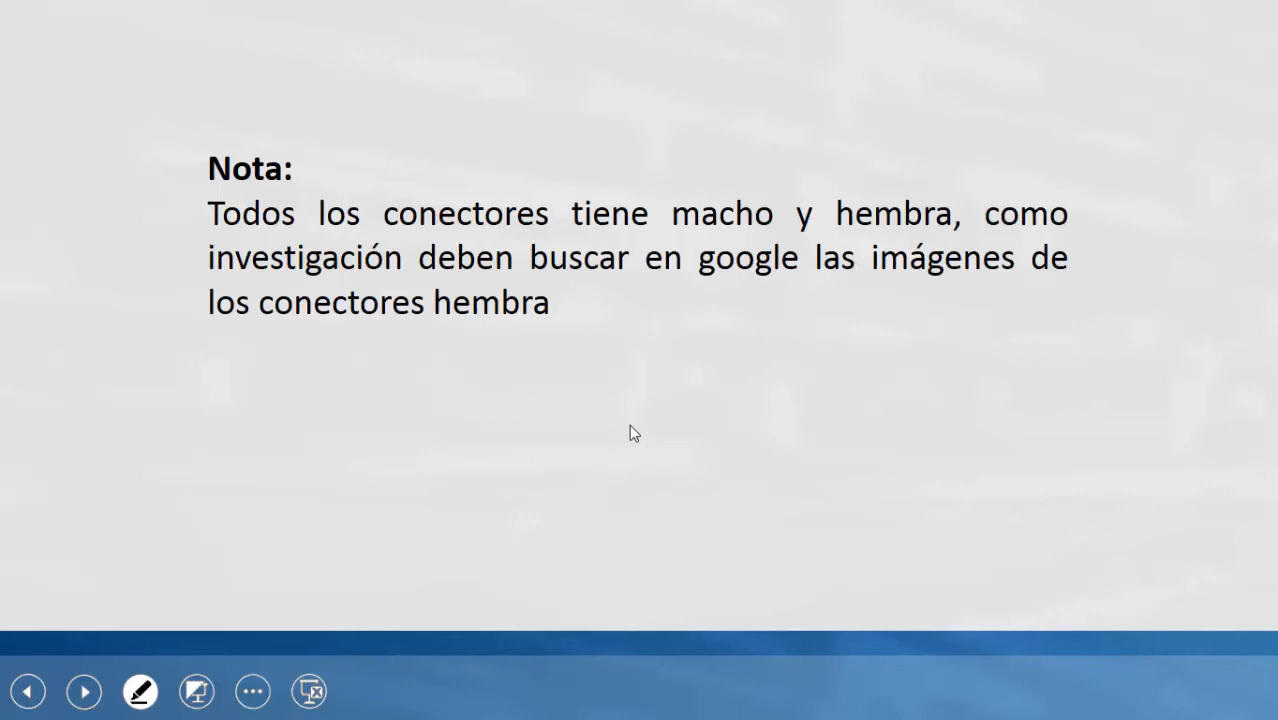 Nota:
Todos los conectores tiene macho y hembra, como
investigación deben buscar en google las imágenes de
los conectores hembra